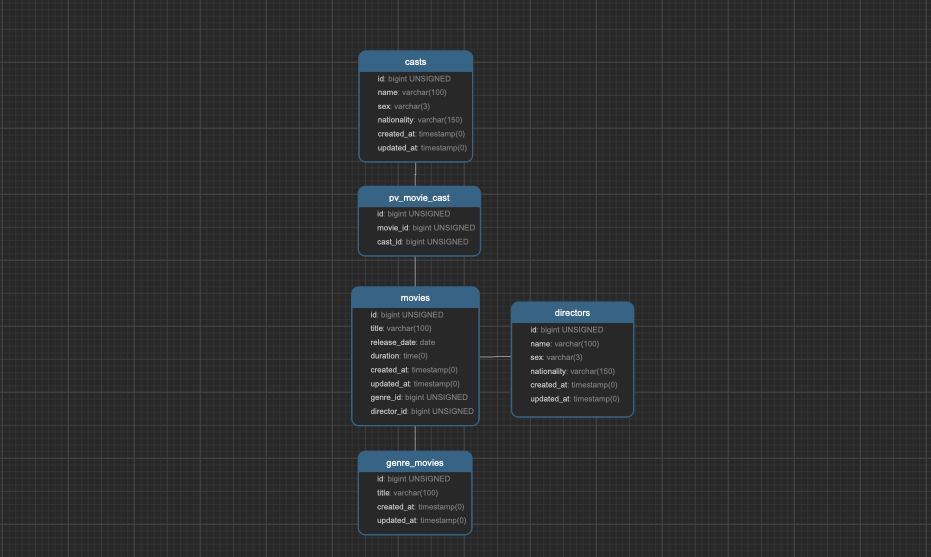 casts
id: bigint UNSIGNED
name: varchar(100)
sex: varchar(3)
nationality: varchar(150)
created_at: timestamp(0)
updated_at: timestamp(0)
pv_movie_cast
id: bigint UNSIGNED
movie_id: bigint UNSIGNED
cast_id: bigint UNSIGNED
movies
id: bigint UNSIGNED
title: varchar(100)
release_date: date
duration: time(0)
created_at: timestamp(0)
updated_at: timestamp(0)
genre_id: bigint UNSIGNED
director_id: bigint UNSIGNED
directors
id: bigint UNSIGNED
name: varchar(100)
sex: varchar(3)
nationality: varchar(150)
created_at: timestamp(0)
updated_at: timestamp(0)
genre_movies
id: bigint UNSIGNED
title: varchar(100)
created_at: timestamp(0)
updated_at: timestamp(0)